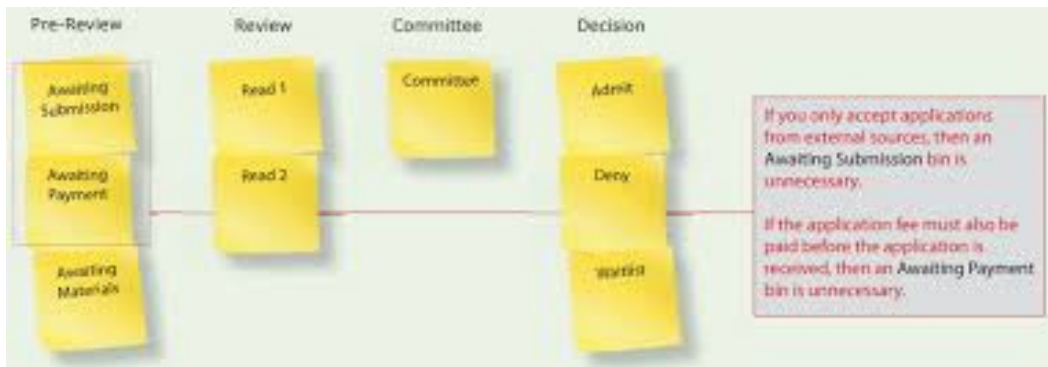 Pre-Review
Review
Committee
Decision
Awaiting
Submission
Awaiting
Payment
Awaiting
Materials
Read 1
Read 2
Committee
Admit
Deny
Waitlist
If you only accept applications
from external sources, then an
Awaiting Submission bin is
unnecessary.
If the application fee must also be
paid before the application is
received, then an Awaiting Payment
bin is unnecessary.